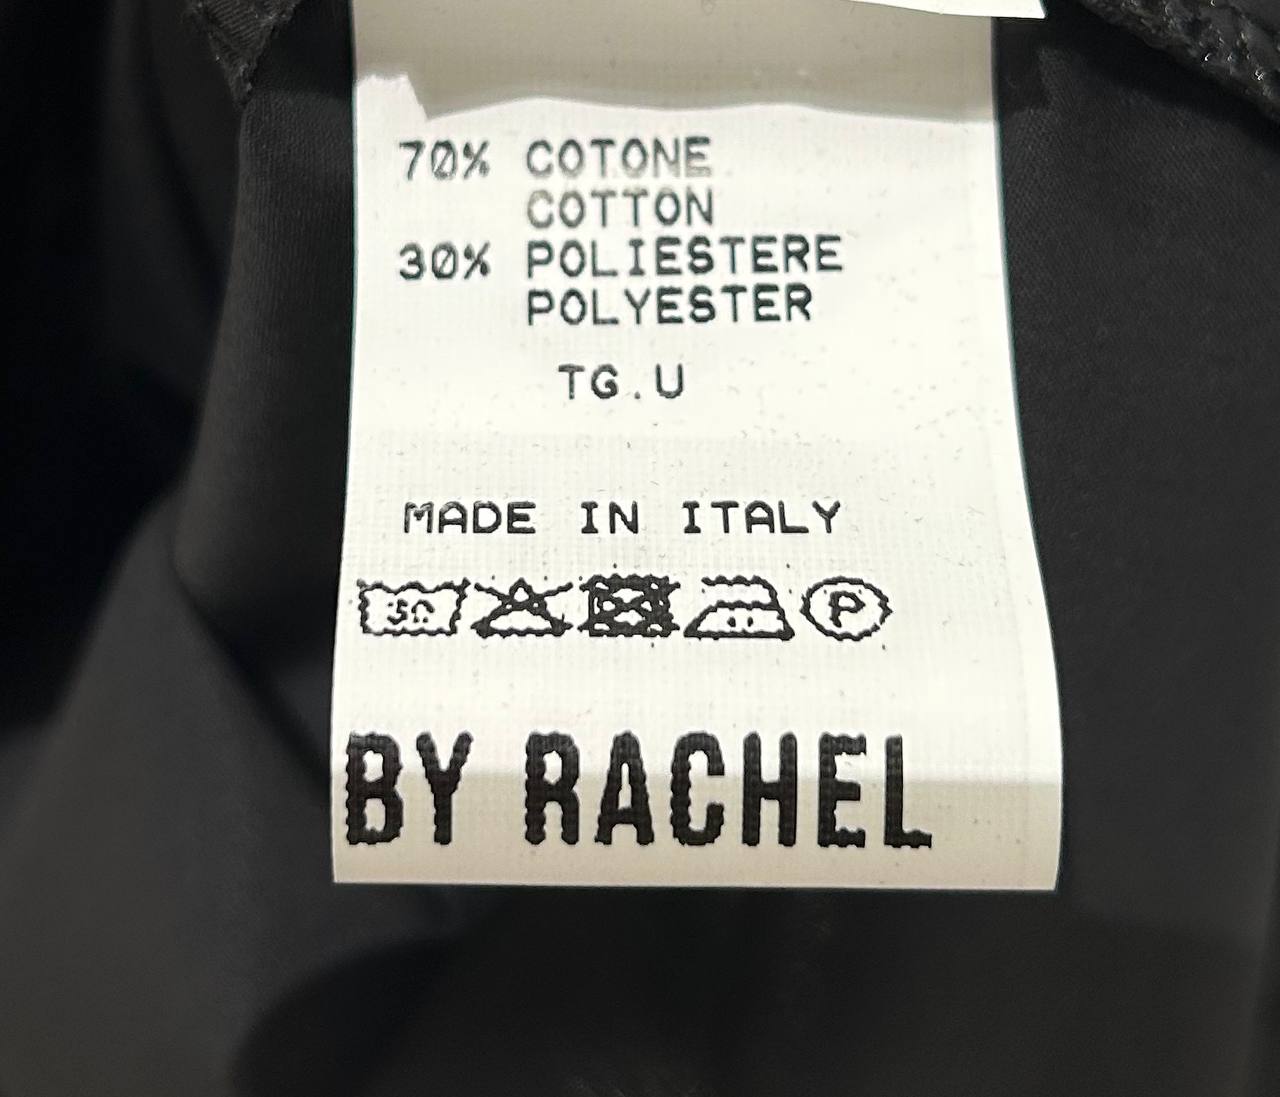 70% COTONE
COTTON
30% POLIESTERE
POLYESTER
TG.U
MADE IN ITALY
30 P
BY RACHEL